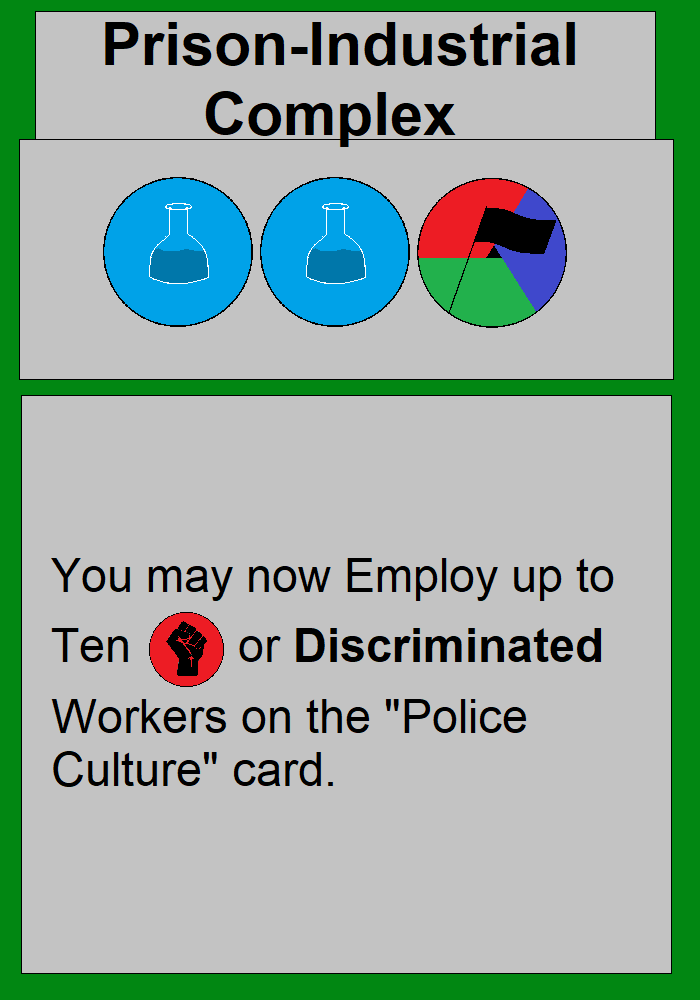 Prison-Industrial
Complex
You may now Employ up to
Ten or Discriminated
Workers on the "Police
Culture" card.